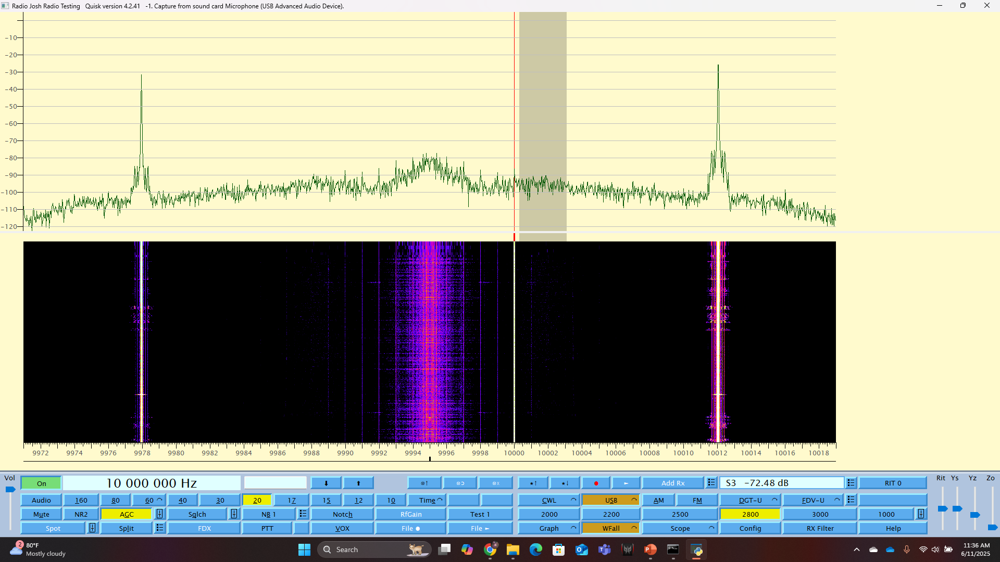 Radio Josh Radio Testing   Quisk version 4.2.41   -1. Capture from sound card Microphone (USB Advanced Audio Device).
-10
-20
-30
-40
-50
-60
-70
-80
-90
-100
-110
-120
9972 9974 9976 9978 9980 9982 9984 9986 9988 9990 9992 9994 9996 9998 10000 10002 10004 10006 10008 10010 10012 10014 10016 10018
Vol On 10 000 000 Hz ⬇ ⬆ ★↑ ★↓ ● ► Add Rx S3 -72.48 dB RIT 0 Rit Ys Yz Zo
Audio 160 80 60 40 30 20 17 15 12 10 Time CWL USB AM FM DGT-U FDV-U
Mute NR2 AGC Sqlch NB 1 Notch RfGain Test 1 2000 2200 2500 2800 3000 1000
Spot Split FDX PTT VOX File ● File ► Graph WFall Scope Config RX Filter Help
2
80°F
Mostly cloudy
Search
11:36 AM
6/11/2025